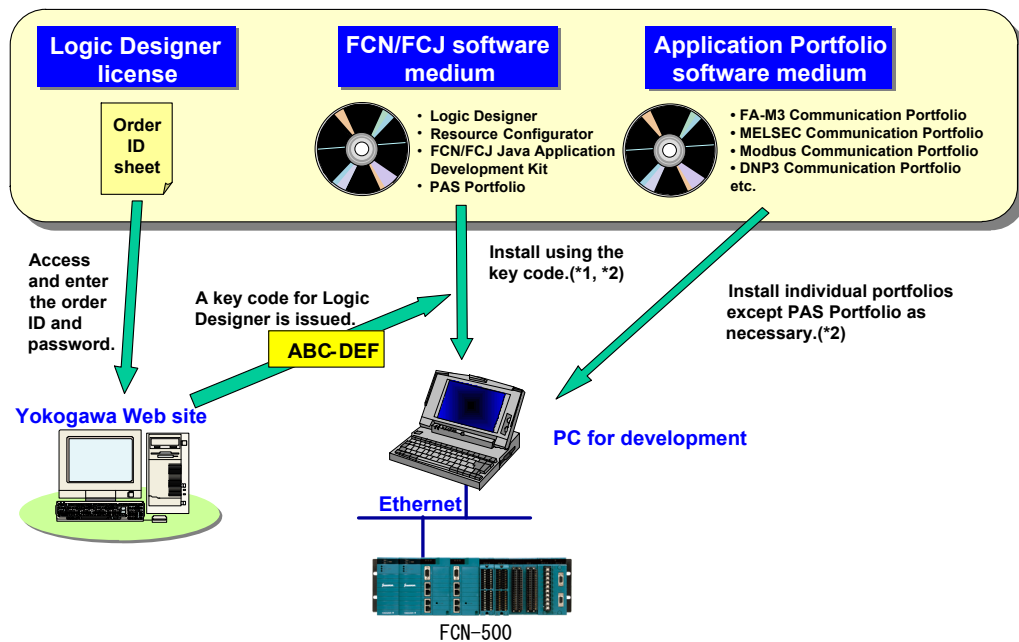 Logic Designer
license
FCN/FCJ software
medium
Application Portfolio
software medium
Order
ID
sheet
• Logic Designer
• Resource Configurator
• FCN/FCJ Java Application
Development Kit
• PAS Portfolio
• FA-M3 Communication Portfolio
• MELSEC Communication Portfolio
• Modbus Communication Portfolio
• DNP3 Communication Portfolio
etc.
Access
and enter
the order
ID and
password.
A key code for Logic
Designer is issued.
ABC-DEF
Install using the
key code.(*1, *2)
Install individual portfolios
except PAS Portfolio as
necessary.(*2)
Yokogawa Web site
PC for development
Ethernet
FCN-500